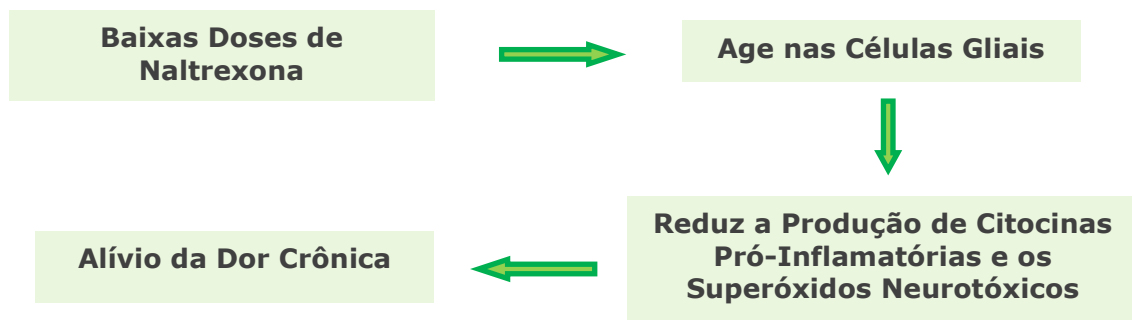 Baixas Doses de
Naltrexona
Age nas Células Gliais
Reduz a Produção de Citocinas
Pró-Inflamatórias e os
Superóxidos Neurotóxicos
Alívio da Dor Crônica